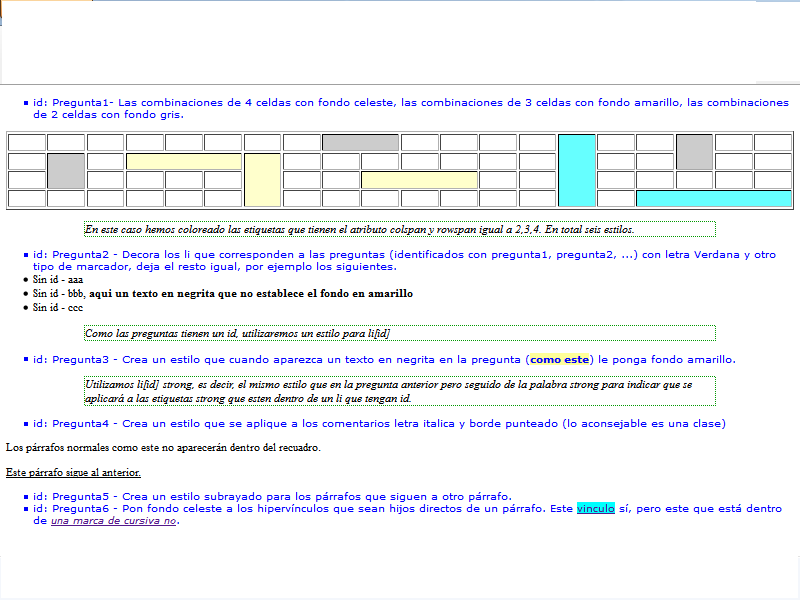 id: Pregunta1- Las combinaciones de 4 celdas con fondo celeste, las combinaciones de 3 celdas con fondo amarillo, las combinaciones
de 2 celdas con fondo gris.
En este caso hemos coloreado las etiquetas que tienen el atributo colspan y rowspan igual a 2,3,4. En total seis estilos.
id: Pregunta2 - Decora los li que corresponden a las preguntas (identificados con pregunta1, pregunta2, ...) con letra Verdana y otro
tipo de marcador, deja el resto igual, por ejemplo los siguientes.
Sin id - aaa
Sin id - bbb, aqui un texto en negrita que no establece el fondo en amarillo
Sin id - ccc
Como las preguntas tienen un id, utilizaremos un estilo para li[id]
id: Pregunta3 - Crea un estilo que cuando aparezca un texto en negrita en la pregunta (como este) le ponga fondo amarillo.
Utilizamos li[id] strong, es decir, el mismo estilo que en la pregunta anterior pero seguido de la palabra strong para indicar que se
aplicará a las etiquetas strong que esten dentro de un li que tengan id.
id: Pregunta4 - Crea un estilo que se aplique a los comentarios letra italica y borde punteado (lo aconsejable es una clase)
Los párrafos normales como este no aparecerán dentro del recuadro.
Este párrafo sigue al anterior.
id: Pregunta5 - Crea un estilo subrayado para los párrafos que siguen a otro párrafo.
id: Pregunta6 - Pon fondo celeste a los hipervínculos que sean hijos directos de un párrafo. Este vinculo sí, pero este que está dentro
de una marca de cursiva no.